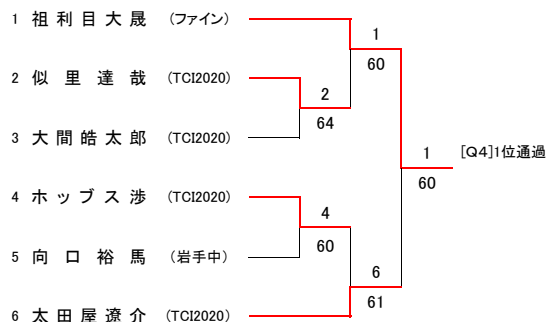 1 祖利目大晟 (ファイン)
1
60
2 似里達哉 (TCI2020)
2
64
3 大間皓太郎 (TCI2020)
1 [Q4]1位通過
60
4 ホップス渉 (TCI2020)
4
60
5 向口裕馬 (岩手中)
6
61
6 太田屋遼介 (TCI2020)